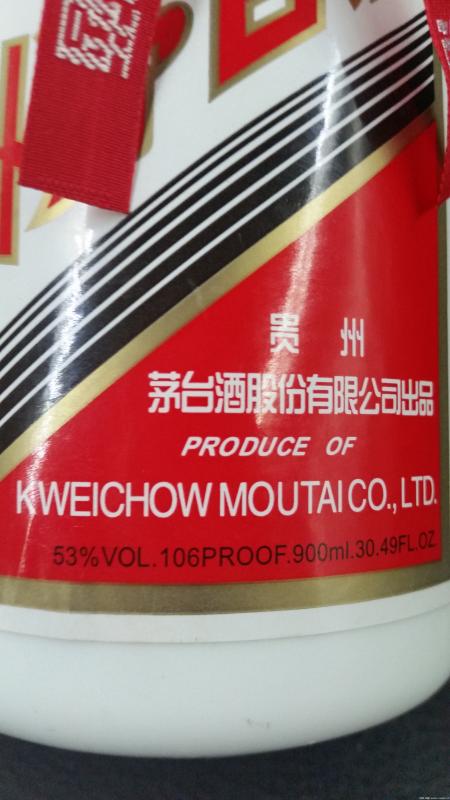 贵 州
茅台酒股份有限公司出品
PRODUCE OF
KWEICHOW MOUTAI CO., LTD.
53%VOL.106PROOF.900ml.30.49FL.OZ